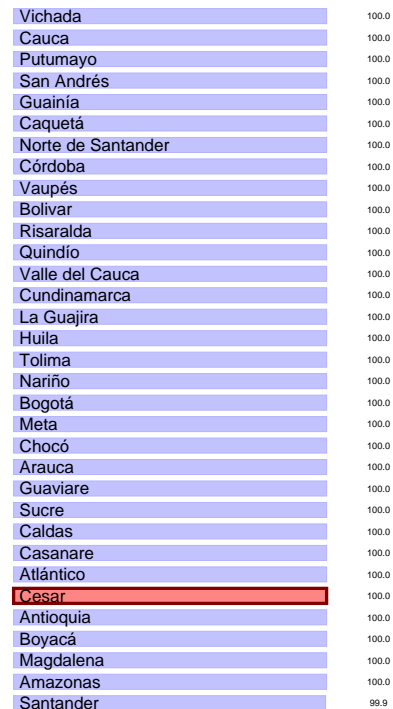 Vichada 100.0
Cauca 100.0
Putumayo 100.0
San Andrés 100.0
Guainía 100.0
Caquetá 100.0
Norte de Santander 100.0
Córdoba 100.0
Vaupés 100.0
Bolivar 100.0
Risaralda 100.0
Quindío 100.0
Valle del Cauca 100.0
Cundinamarca 100.0
La Guajira 100.0
Huila 100.0
Tolima 100.0
Nariño 100.0
Bogotá 100.0
Meta 100.0
Chocó 100.0
Arauca 100.0
Guaviare 100.0
Sucre 100.0
Caldas 100.0
Casanare 100.0
Atlántico 100.0
Cesar 100.0
Antioquia 100.0
Boyacá 100.0
Magdalena 100.0
Amazonas 100.0
Santander 99.9